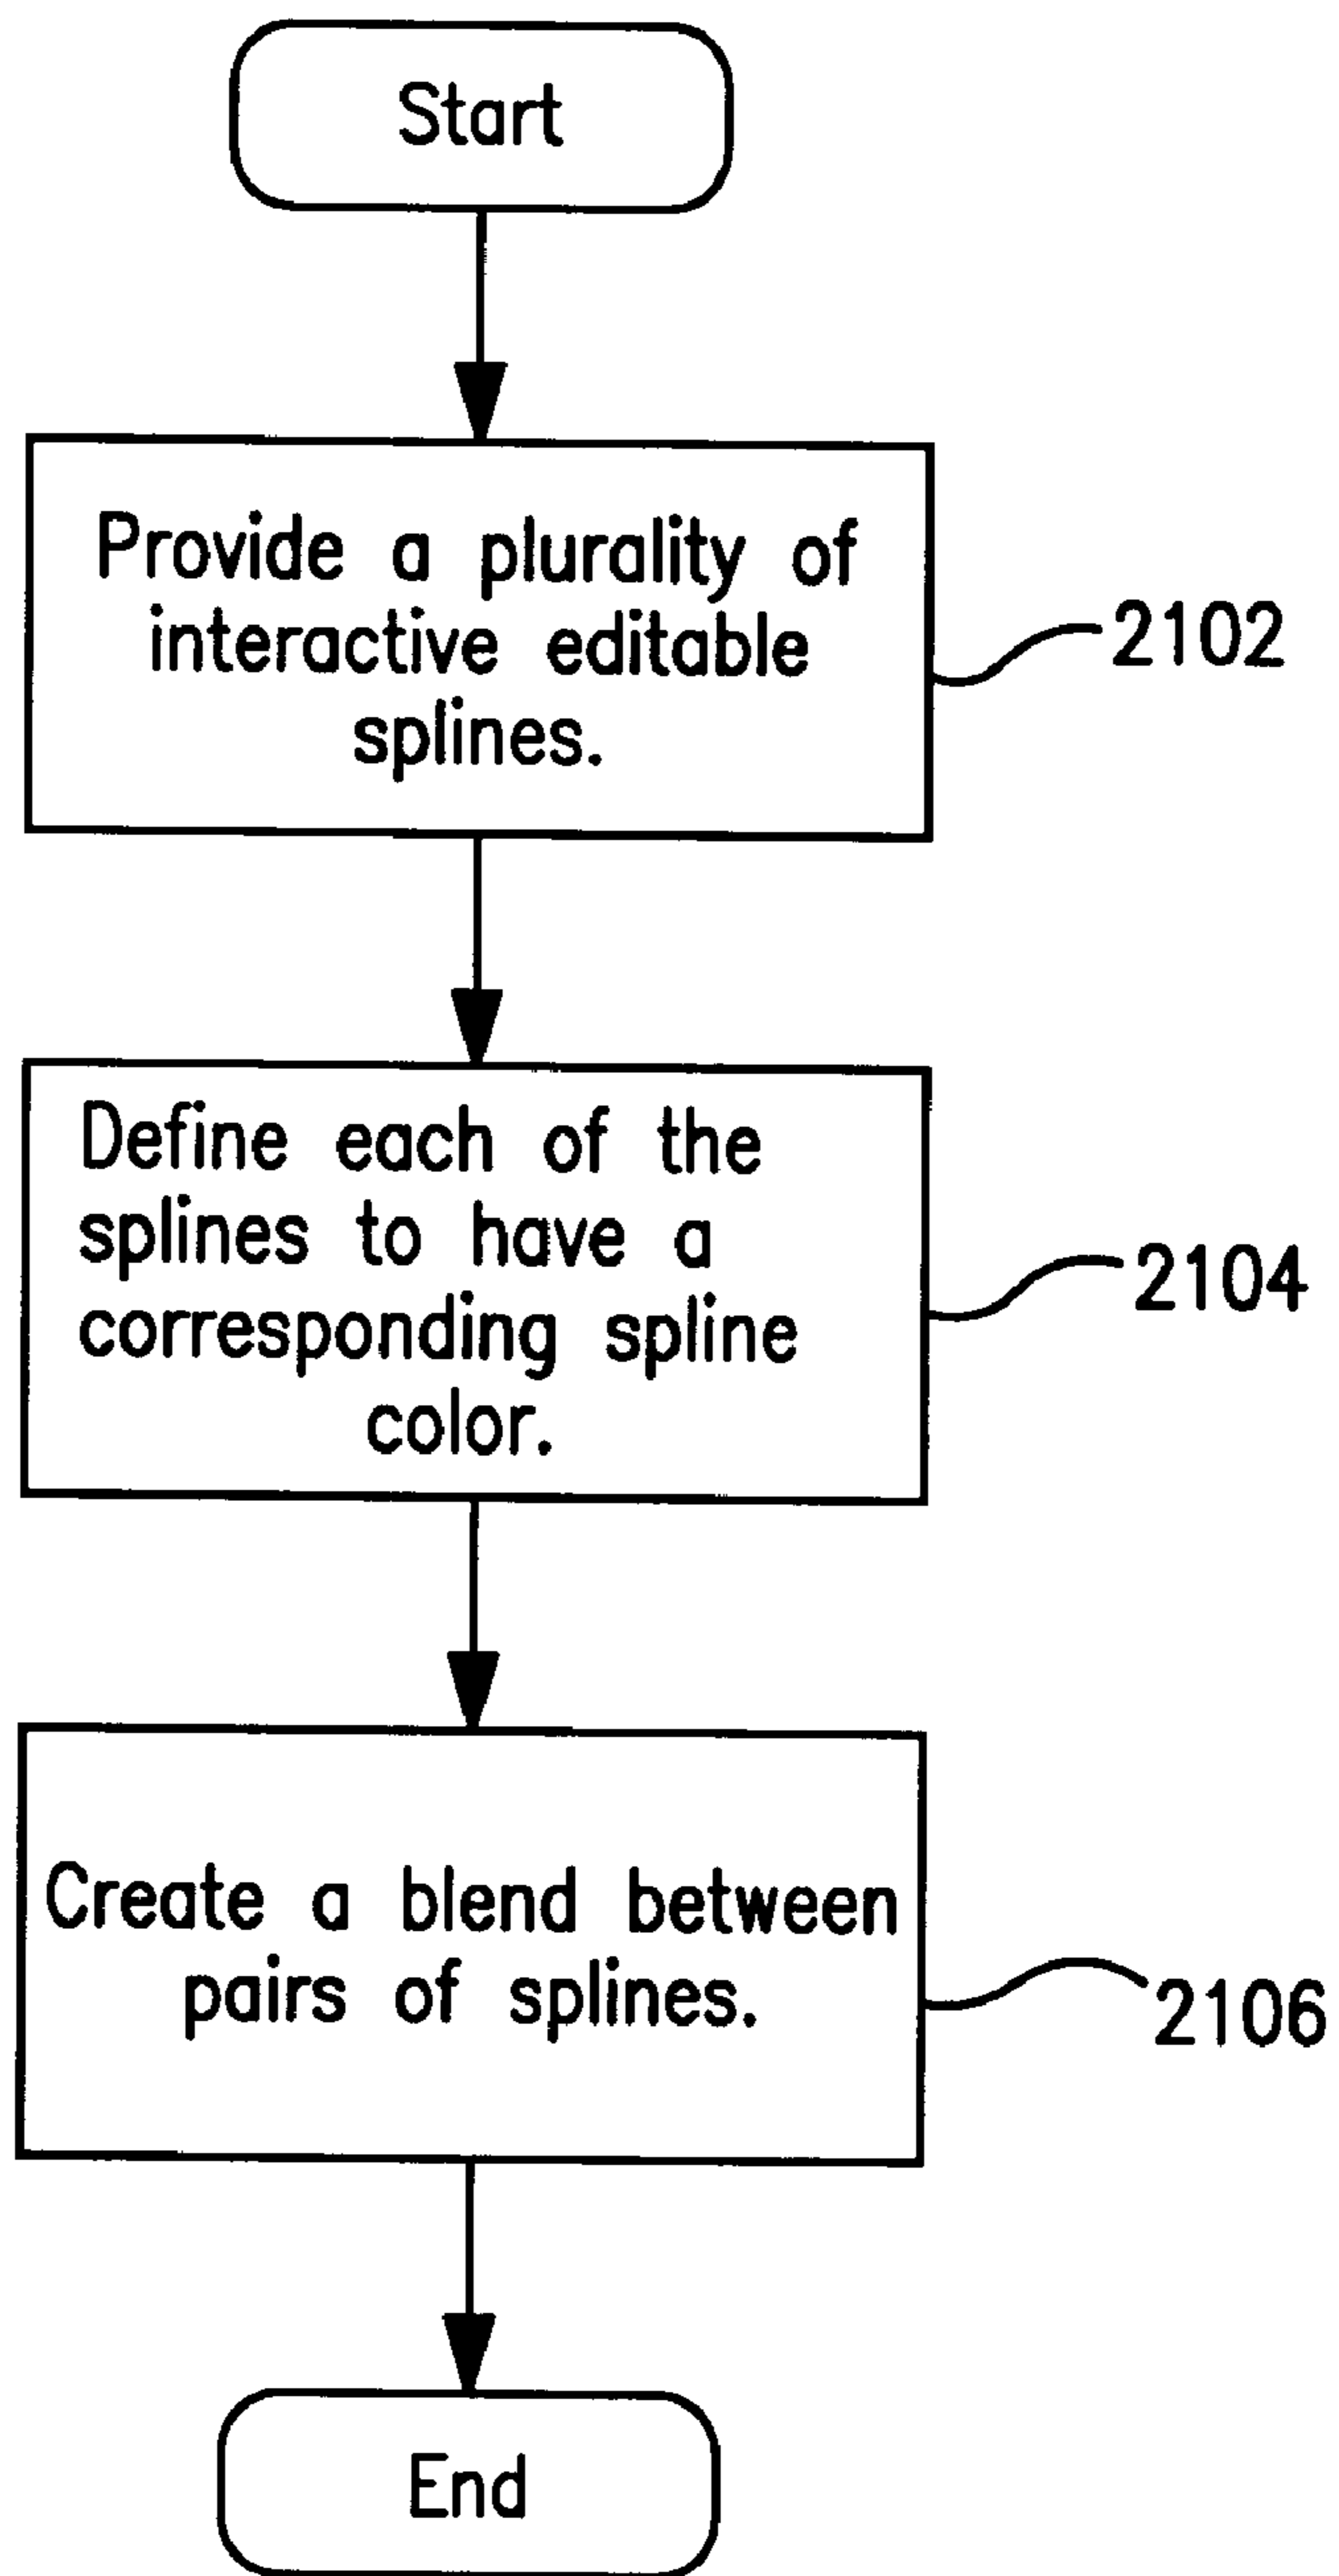 Start
Provide a plurality of
interactive editable
splines.
2102
Define each of the
splines to have a
corresponding spline
color.
2104
Create a blend between
pairs of splines.
2106
End